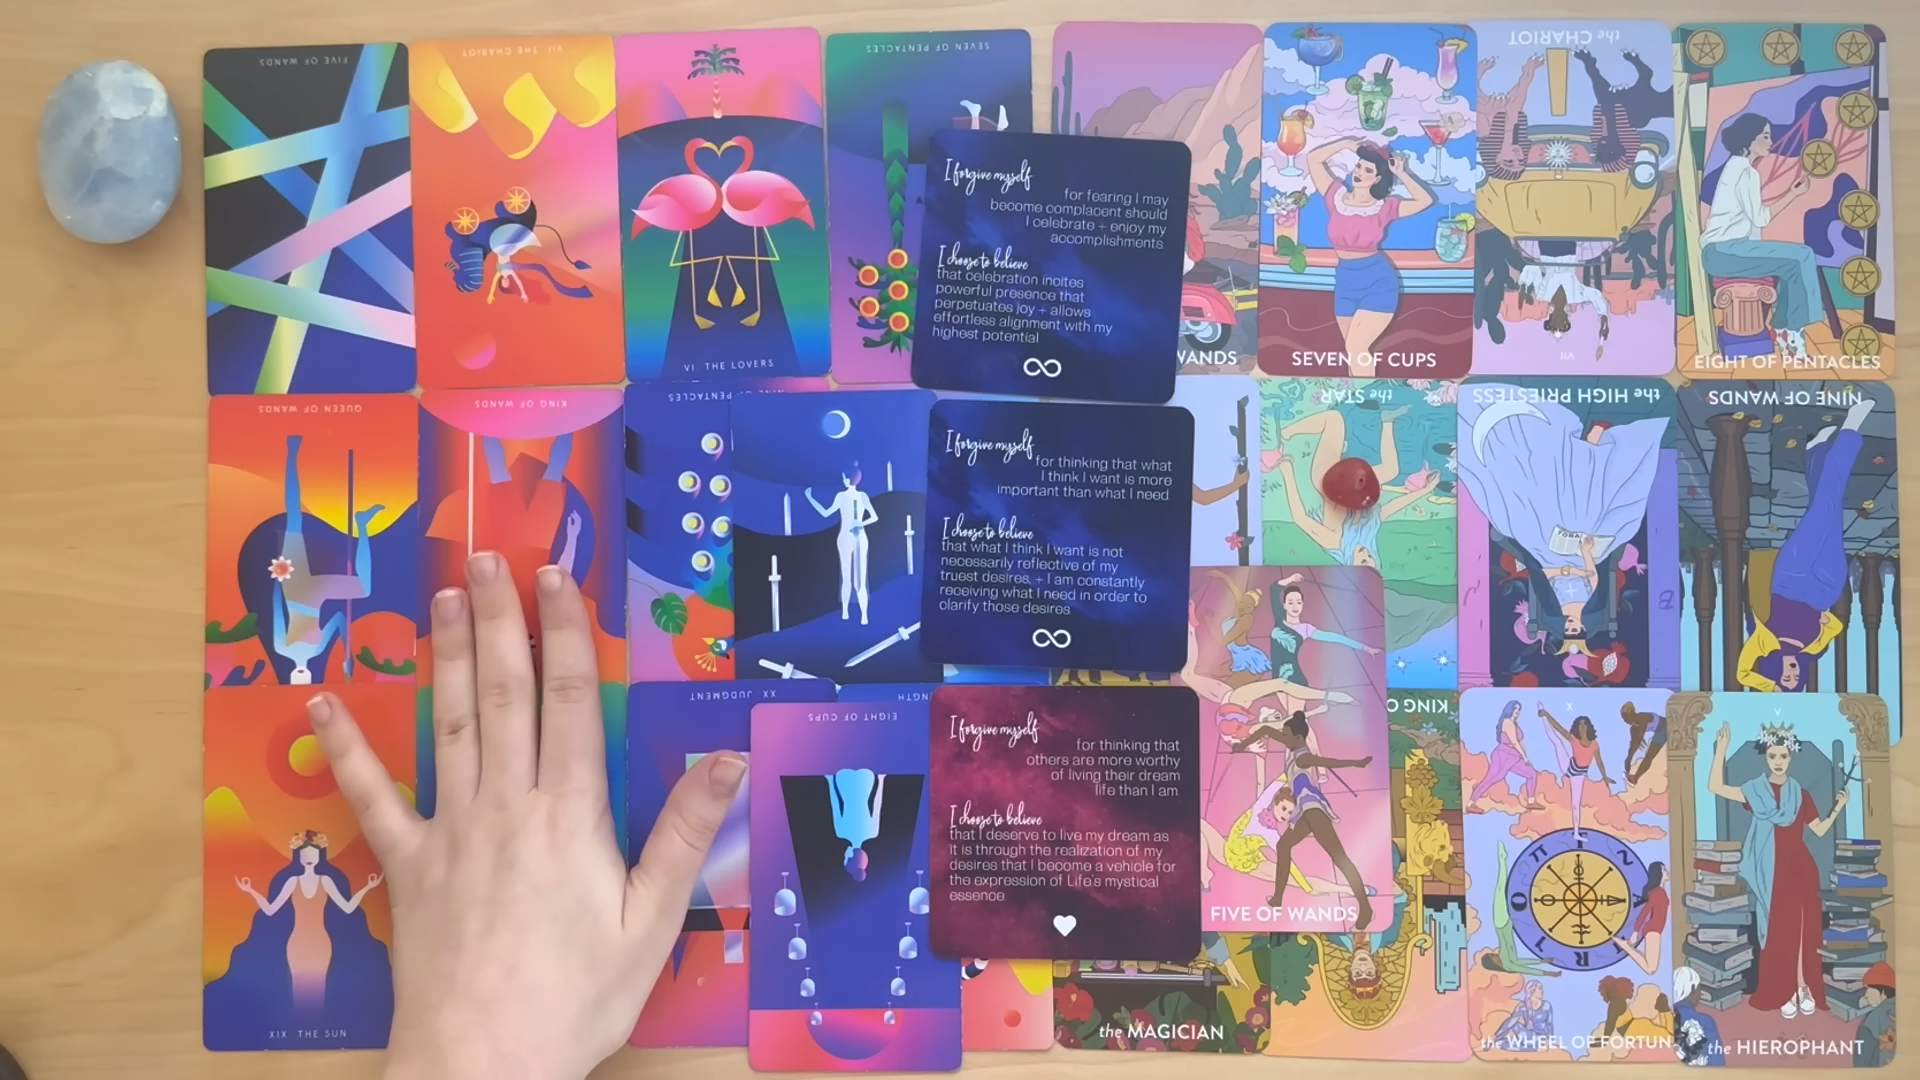 FIVE OF WANDS
VII. THE CHARIOT
VI. THE LOVERS
SEVEN OF PENTACLES
I forgive myself
for fearing I may
become complacent should
I celebrate + enjoy my
accomplishments.
I choose to believe
that celebration incites
powerful presence that
perpetuates joy + allows
effortless alignment with my
highest potential
WANDS
SEVEN OF CUPS
the CHARIOT
VII
EIGHT OF PENTACLES
QUEEN OF WANDS
KING OF WANDS
NINE OF PENTACLES
I forgive myself
for thinking that what
I think I want is more
important than what I need.
I choose to believe
that what I think I want is not
necessarily reflective of my
truest desires, + I am constantly
receiving what I need in order to
clarify those desires.
the STAR
the HIGH PRIESTESS
TORA
B
NINE OF WANDS
XIX. THE SUN
XX. JUDGMENT
NGTH
EIGHT OF CUPS
I forgive myself
for thinking that
others are more worthy
of living their dream
life than I am.
I choose to believe
that I deserve to live my dream as
it is through the realization of my
desires that I become a vehicle for
the expression of Life's mystical
essence.
FIVE OF WANDS
the MAGICIAN
KING O
X
the WHEEL OF FORTUN
V
the HIEROPHANT